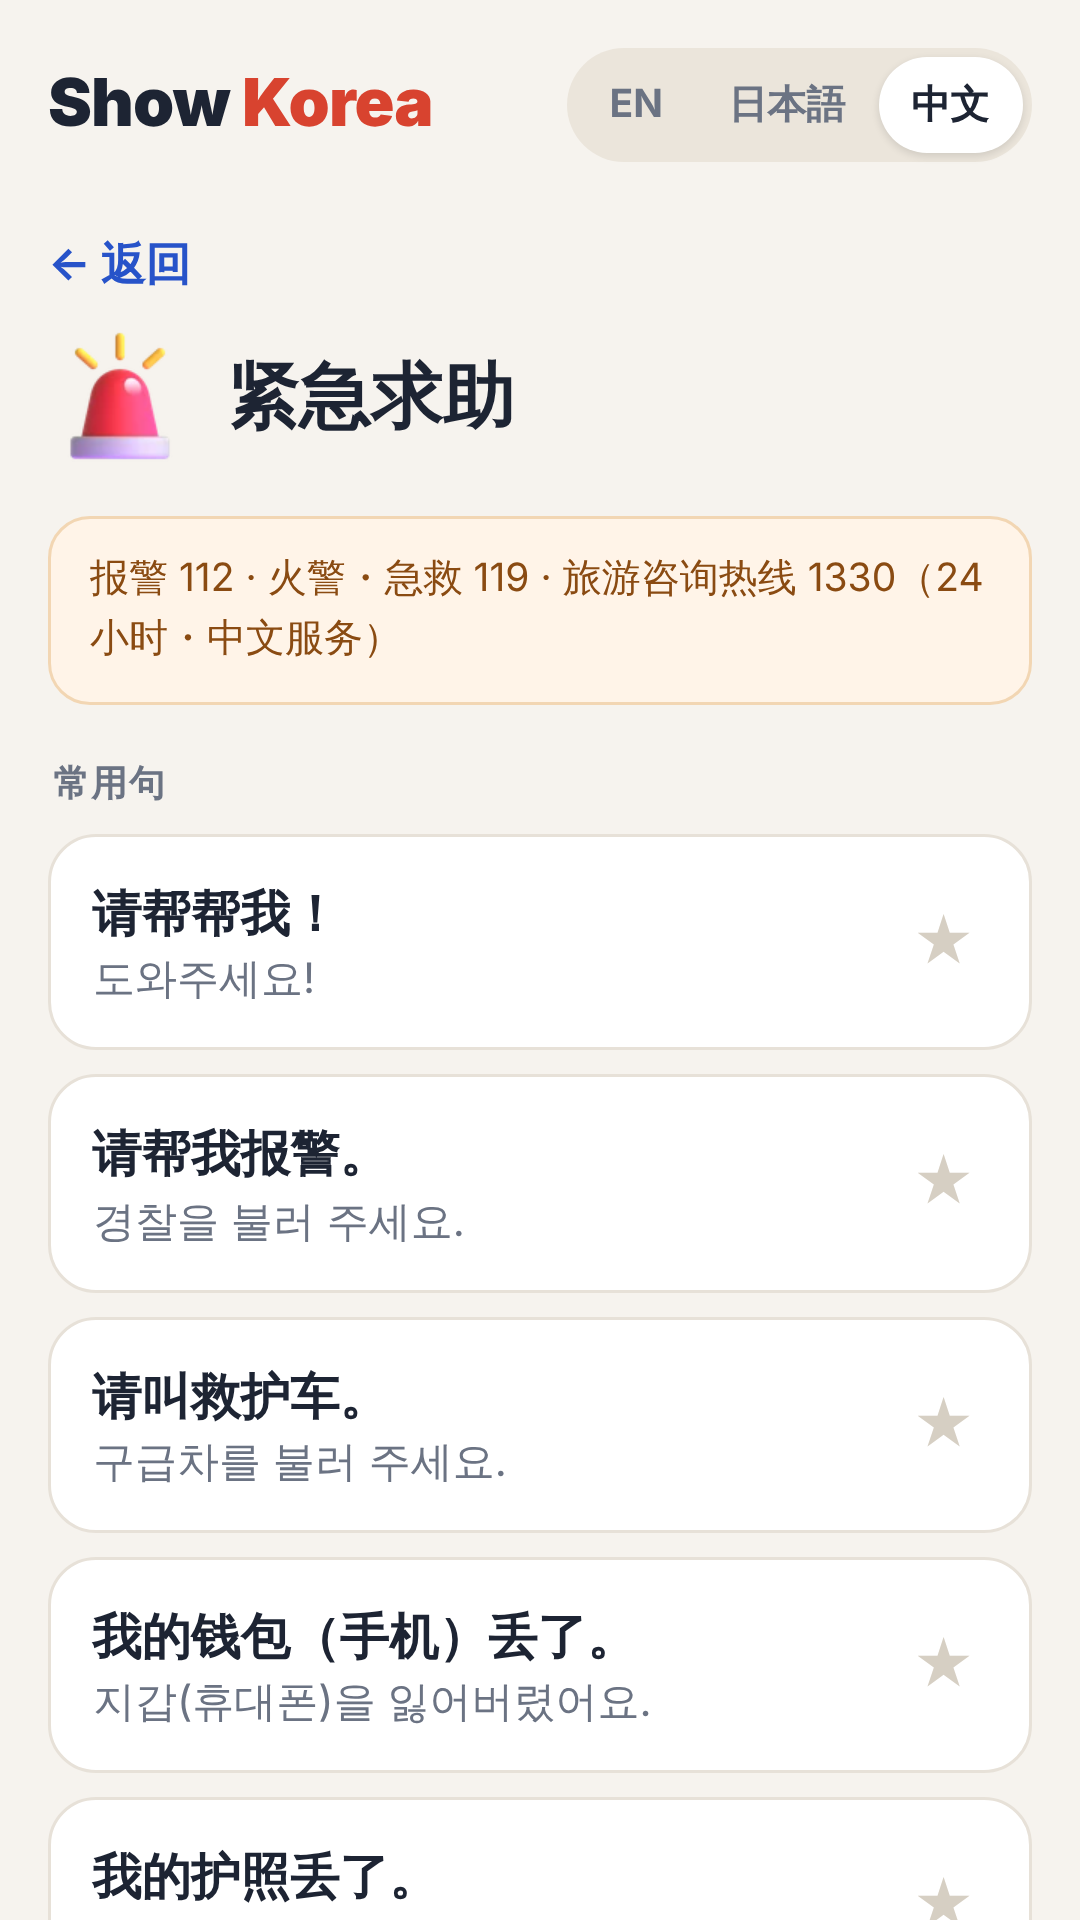 Show Korea
EN 日本語 中文
← 返回
紧急求助
报警 112 · 火警・急救 119 · 旅游咨询热线 1330（24
小时・中文服务）
常用句
请帮帮我！
도와주세요!
请帮我报警。
경찰을 불러 주세요.
请叫救护车。
구급차를 불러 주세요.
我的钱包（手机）丢了。
지갑(휴대폰)을 잃어버렸어요.
我的护照丢了。